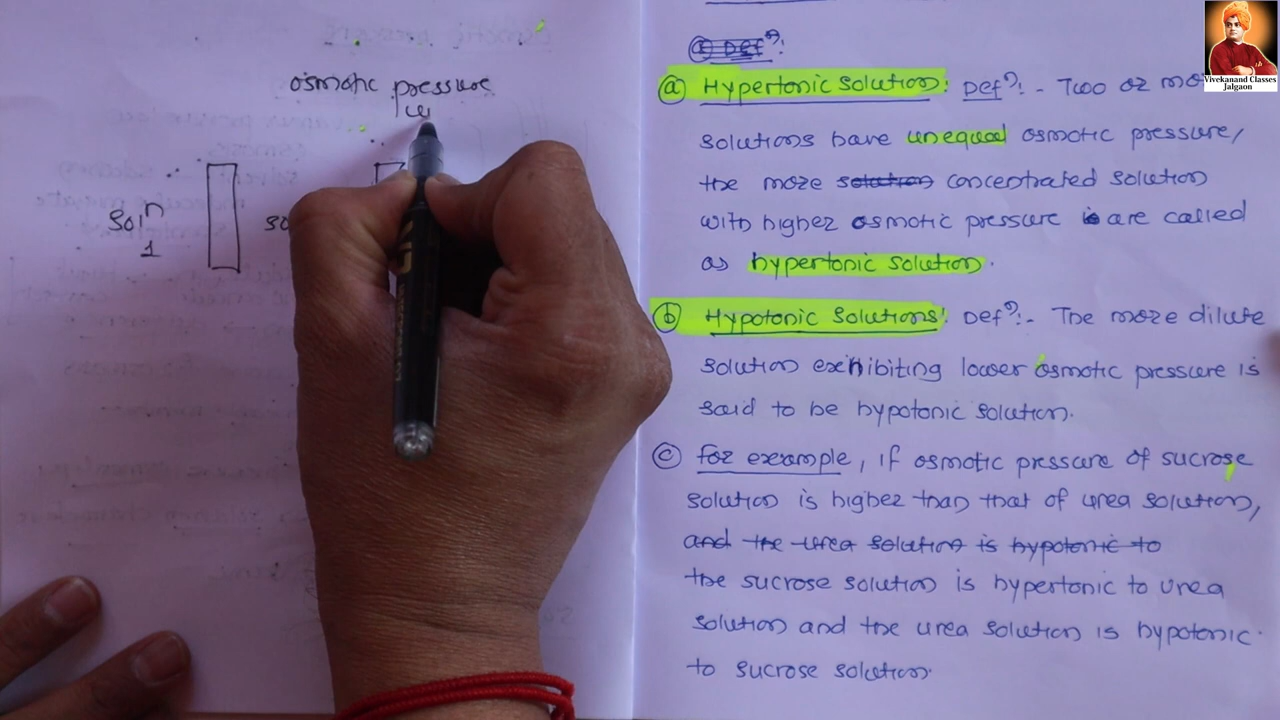 osmotic pressure
sol n
1
so
Def n:
a Hypertonic solution: Def n: - Two or mo
solutions have unequal osmotic pressure,
the more solution concentrated solution
with higher osmotic pressure is are called
as hypertonic solution.
b Hypotonic solutions: Def n:- The more dilute
solution exhibiting lower osmotic pressure is
said to be hypotonic solution.
c for example, if osmotic pressure of sucrose
solution is higher than that of urea solution,
and the urea solution is hypotonic to
the sucrose solution is hypertonic to urea
solution and the urea solution is hypotonic
to sucrose solution.
Vivekanand Classes
Jalgaon